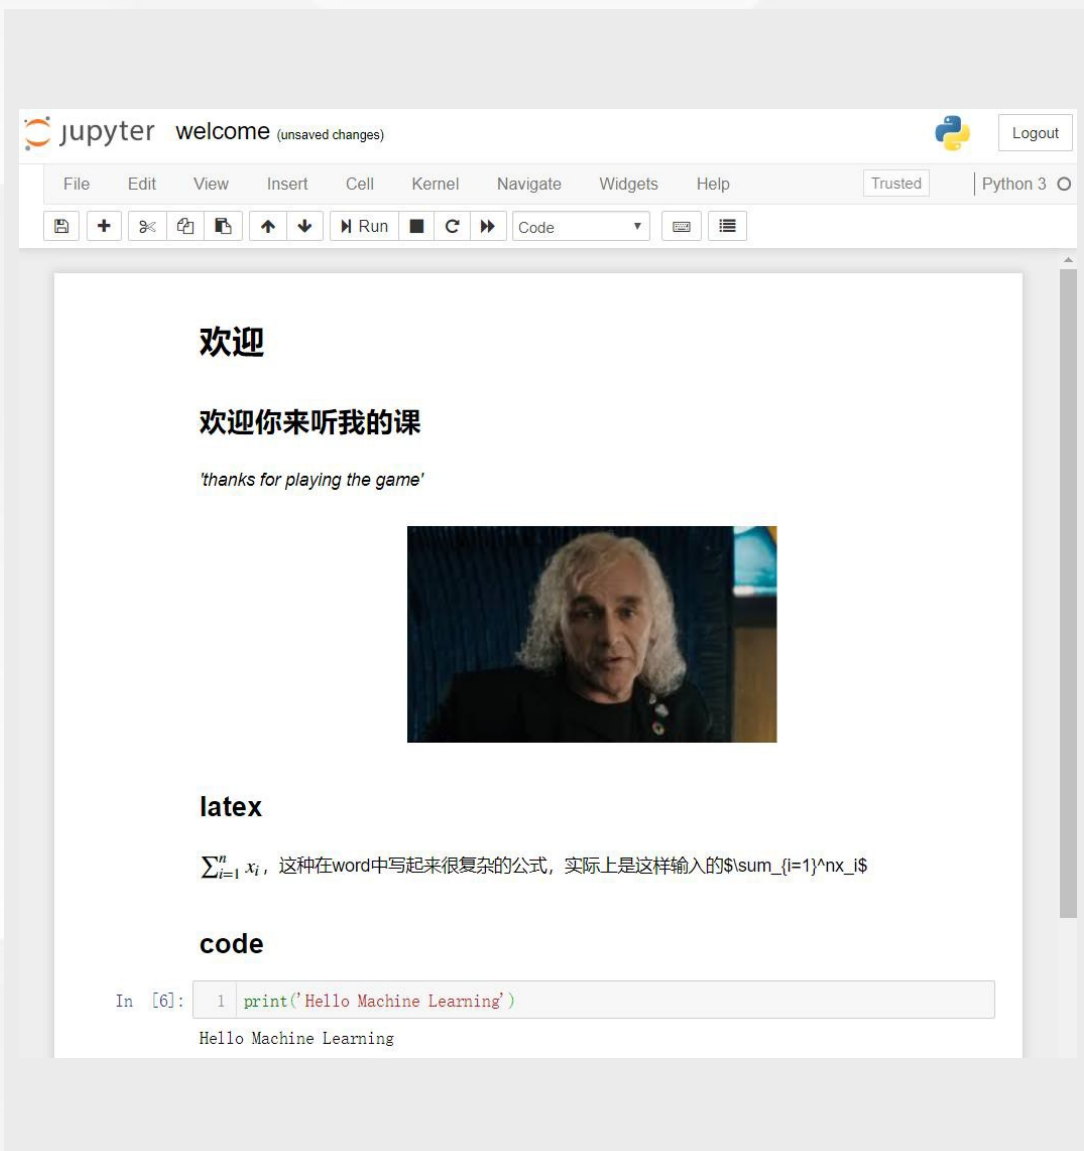 jupyter welcome (unsaved changes) Logout
File Edit View Insert Cell Kernel Navigate Widgets Help Trusted Python 3
Run Code
欢迎
欢迎你来听我的课
'thanks for playing the game'
latex
∑ⁿᵢ₌₁ xᵢ，这种在word中写起来很复杂的公式，实际上是这样输入的$\sum_{i=1}^nx_i$
code
In [6]: 1 print('Hello Machine Learning')
Hello Machine Learning